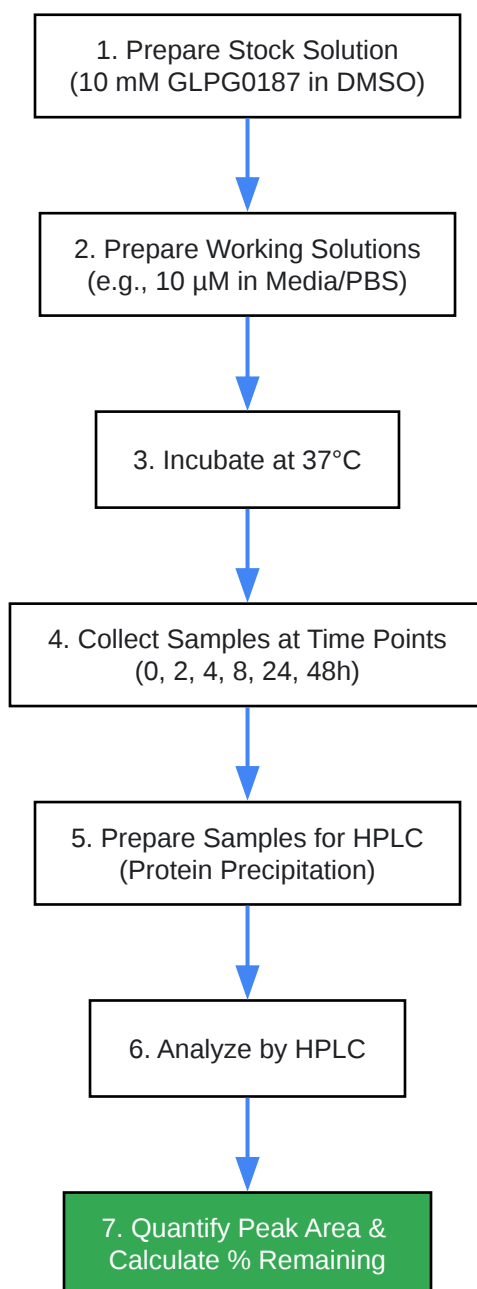 1. Prepare Stock Solution
(10 mM GLPG0187 in DMSO)
2. Prepare Working Solutions
(e.g., 10 µM in Media/PBS)
3. Incubate at 37°C
4. Collect Samples at Time Points
(0, 2, 4, 8, 24, 48h)
5. Prepare Samples for HPLC
(Protein Precipitation)
6. Analyze by HPLC
7. Quantify Peak Area &
Calculate % Remaining